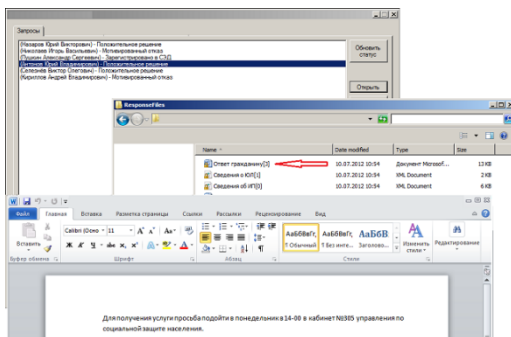 Запросы
(Назаров Юрий Викторович) - Положительное решение
(Николаев Игорь Васильевич) - Мотивированный отказ
(Пушкин Александр Сергеевич) - Зарегистрировано в
(Антонов Юрий Владимирович) - Положительное решение
(Селезнёв Виктор Олегович) - Положительное решение
(Кириллов Андрей Владимирович) - Мотивированный отказ
Обновить
статус
Открыть
ResponseFiles
Name Date modified Type Size
Ответ гражданину[3] 10.07.2012 10:54 Документ Microsof... 13 KB
Сведения о ЮЛ[1] 10.07.2012 10:54 XML Document 2 KB
Сведения об ИП[0] 10.07.2012 10:54 XML Document 6 KB
Файл Главная Вставка Разметка страницы Ссылки Рассылки Рецензирование Вид
Вставить
Calibri (Осно 11
Ж К Ч abc x₂ x²
АаБбВвГг, АаБбВвГг, АаБбВ
¶ Обычный ¶ Без инте... Заголово...
Изменить стили
Редактирование
Буфер обмена Шрифт Абзац Стили
Для получения услуги просьба подойти в понедельник в 14-00 в кабинет №305 управления по
социальной защите населения.